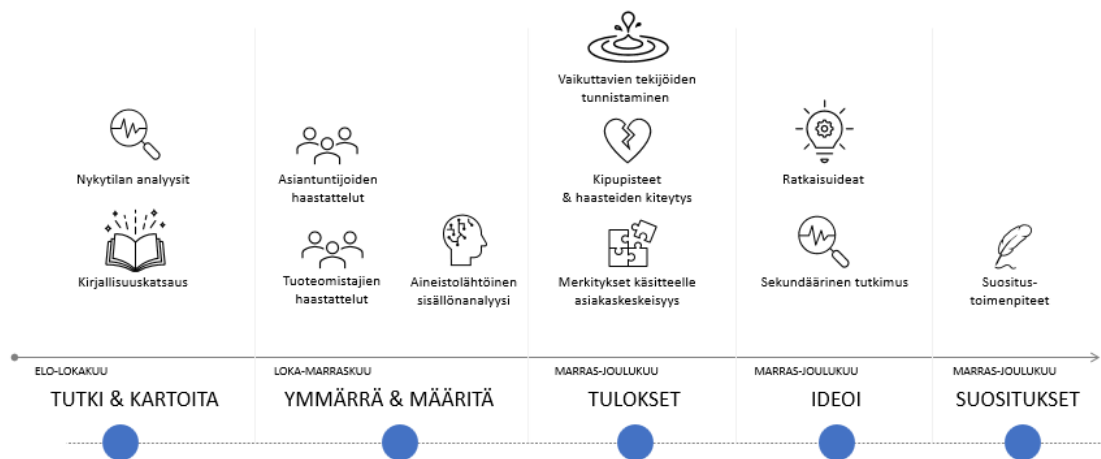 Nykytilan analyysit
Kirjallisuuskatsaus
ELO-LOKAKUU
TUTKI & KARTOITA
Asiantuntijoiden
haastattelut
Tuoteomistajien
haastattelut
Aineistolähtöinen
sisällönanalyysi
LOKA-MARRASKUU
YMMÄRRÄ & MÄÄRITÄ
Vaikuttavien tekijöiden
tunnistaminen
Kipupisteet
& haasteiden kiteytys
Merkitykset käsitteelle
asiakaskeskeisyys
MARRAS-JOULUKUU
TULOKSET
Ratkaisuideat
Sekundäärinen tutkimus
MARRAS-JOULUKUU
IDEOI
Suositus-
toimenpiteet
MARRAS-JOULUKUU
SUOSITUKSET